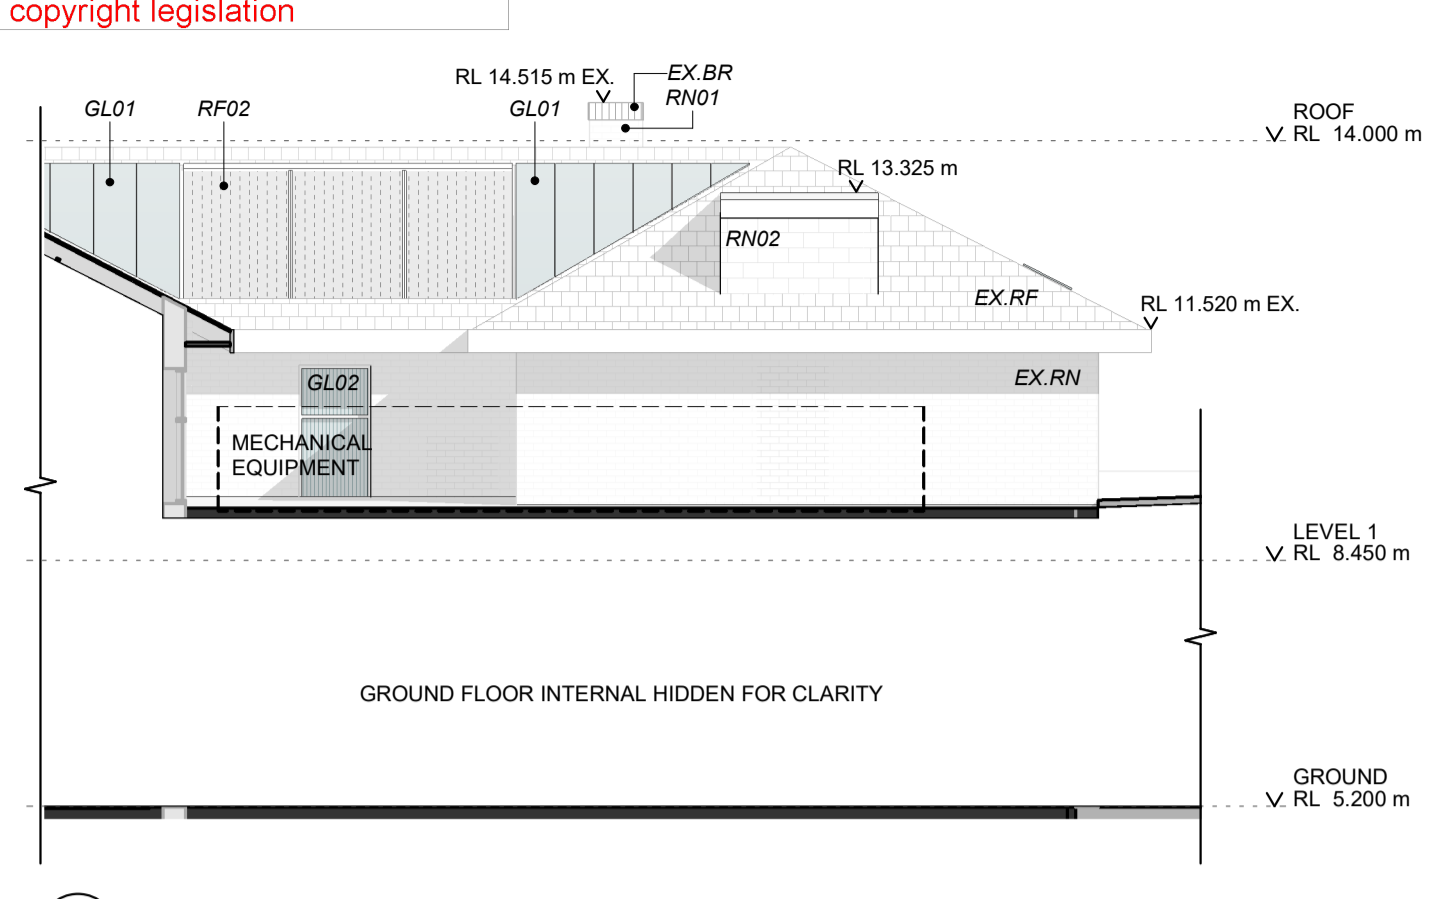 copyright legislation
RL 14.515 m EX.
EX.BR
RN01
GL01
RF02
GL01
ROOF
RL 14.000 m
RL 13.325 m
RN02
EX.RF
RL 11.520 m EX.
GL02
EX.RN
MECHANICAL
EQUIPMENT
LEVEL 1
RL 8.450 m
GROUND FLOOR INTERNAL HIDDEN FOR CLARITY
GROUND
RL 5.200 m